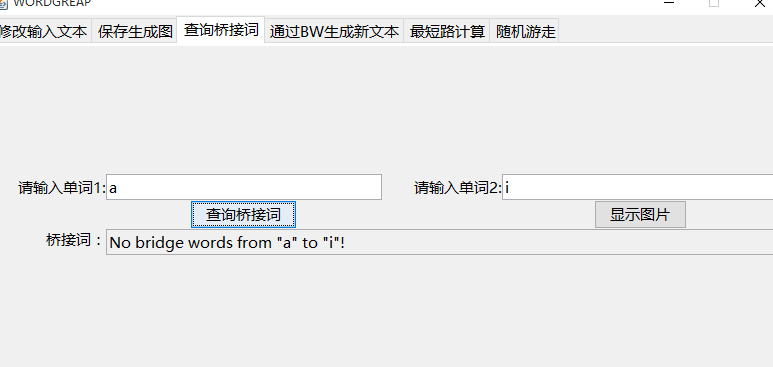 WORDGREAP
修改输入文本 保存生成图 查询桥接词 通过BW生成新文本 最短路计算 随机游走
请输入单词1: a 请输入单词2: i
查询桥接词 显示图片
桥接词： No bridge words from "a" to "i"!